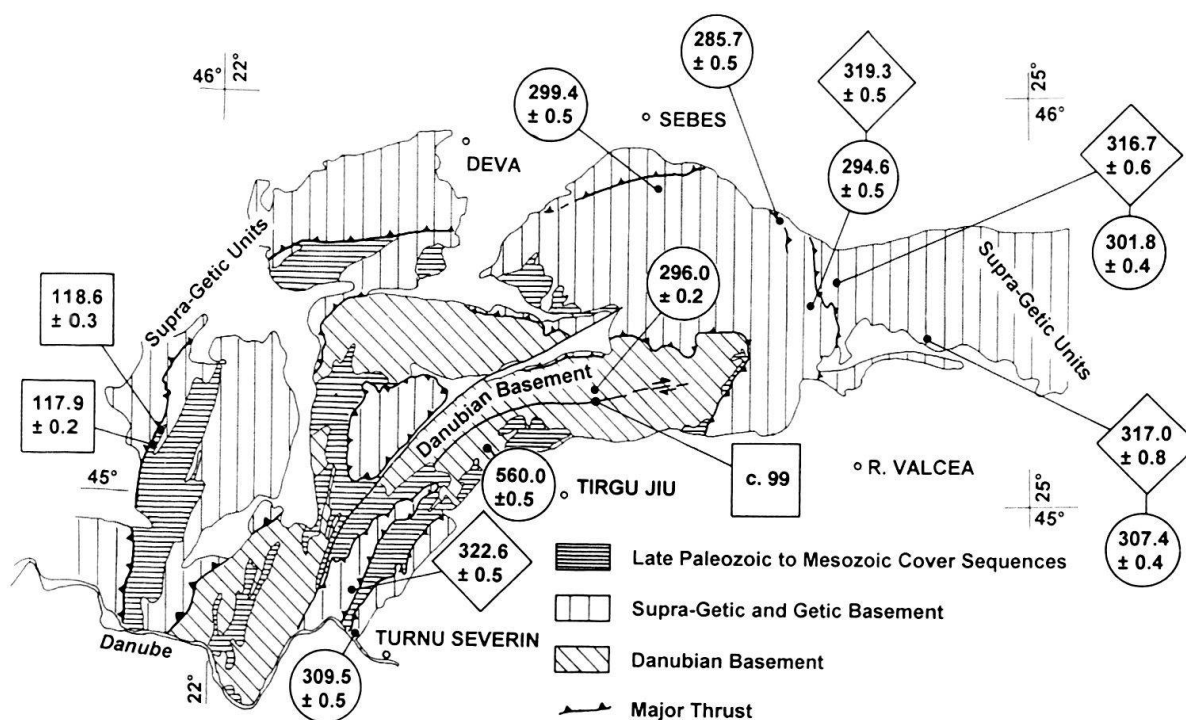 46°
22°
285.7
± 0.5
319.3
± 0.5
25°
46°
299.4
± 0.5
SEBES
DEVA
294.6
± 0.5
316.7
± 0.6
301.8
± 0.4
118.6
± 0.3
Supra-Getic Units
296.0
± 0.2
Supra-Getic Units
117.9
± 0.2
Danubian Basement
45°
560.0
±0.5
TIRGU JIU
c. 99
R. VALCEA
317.0
± 0.8
25°
45°
307.4
± 0.4
322.6
± 0.5
Late Paleozoic to Mesozoic Cover Sequences
Supra-Getic and Getic Basement
Danubian Basement
Major Thrust
Danube
TURNU SEVERIN
22°
309.5
± 0.5